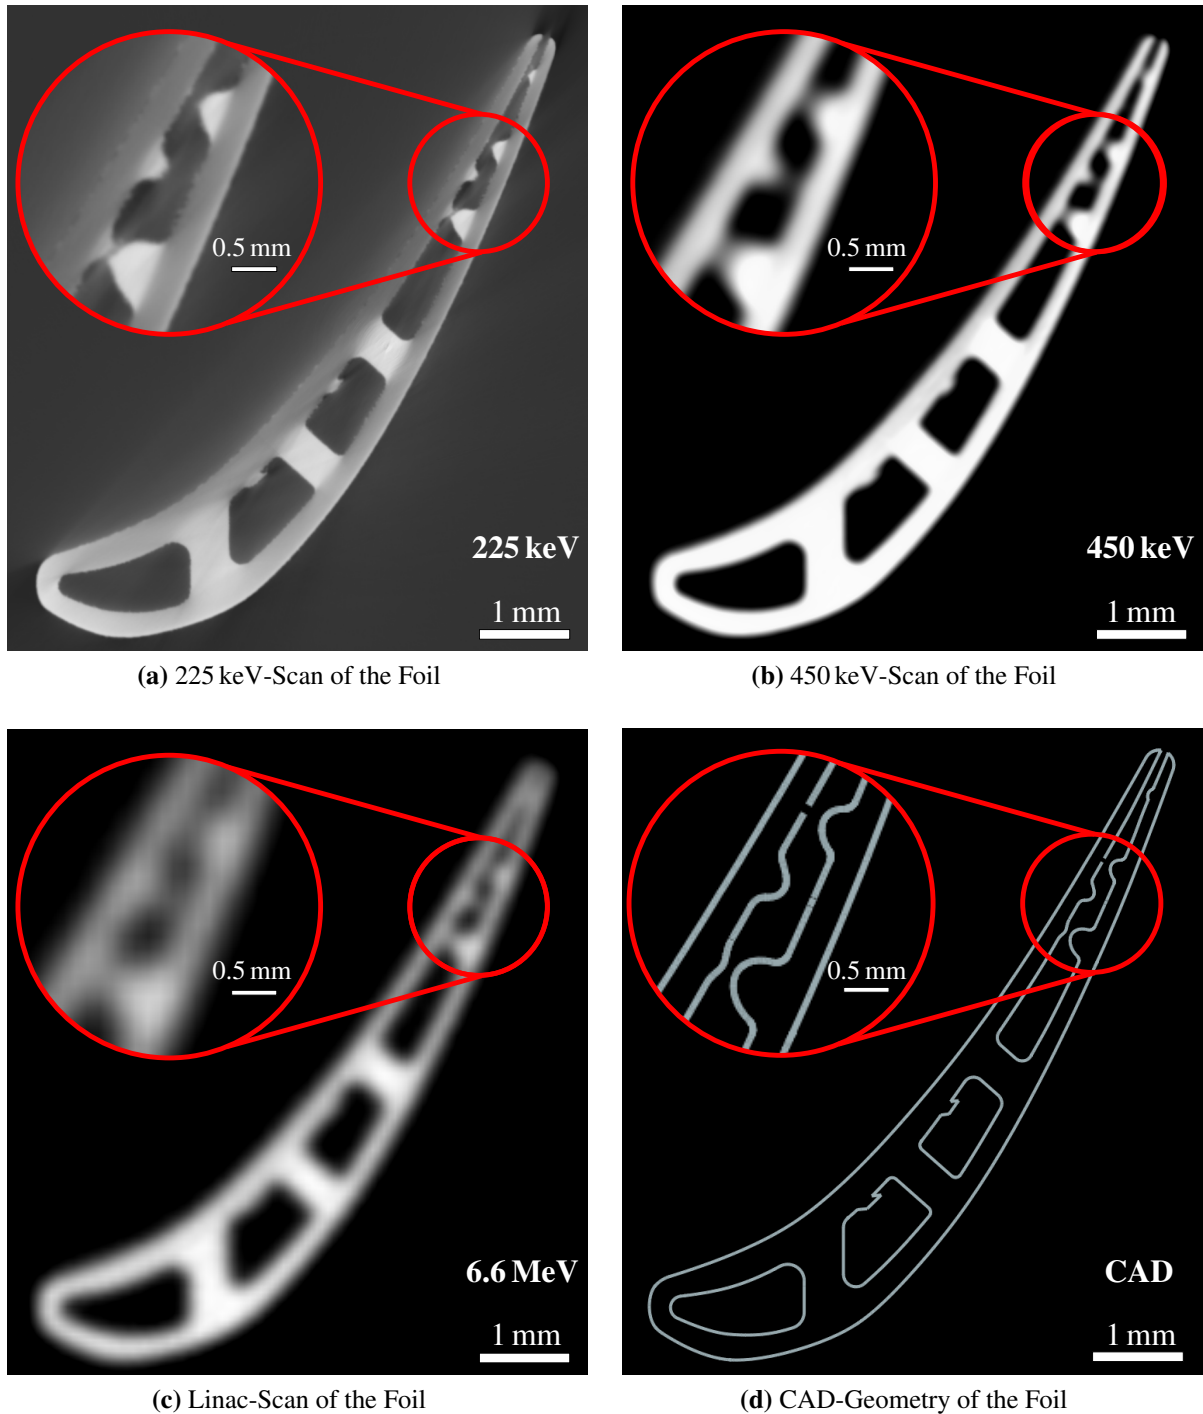 0.5 mm
225 keV
1 mm
(a) 225 keV-Scan of the Foil
0.5 mm
450 keV
1 mm
(b) 450 keV-Scan of the Foil
0.5 mm
6.6 MeV
1 mm
(c) Linac-Scan of the Foil
0.5 mm
CAD
1 mm
(d) CAD-Geometry of the Foil